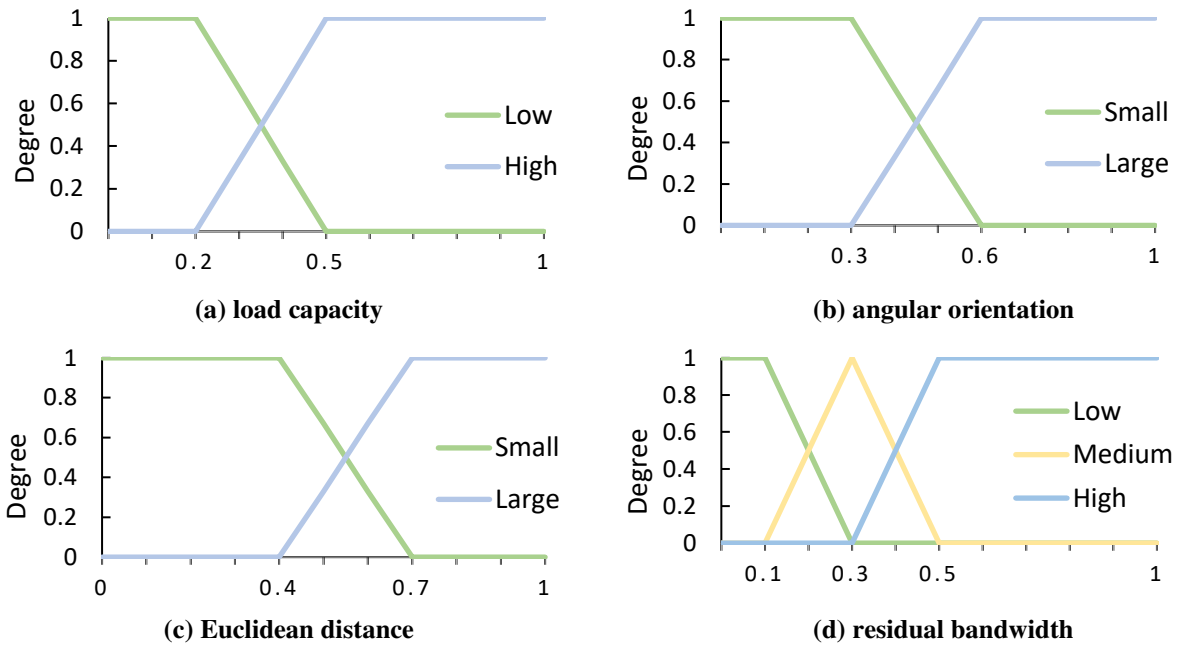 1
0.8
0.6
0.4
0.2
0
Degree
Low
High
0.2 0.5 1
(a) load capacity
1
0.8
0.6
0.4
0.2
0
Degree
Small
Large
0.3 0.6 1
(b) angular orientation
1
0.8
0.6
0.4
0.2
0
Degree
Small
Large
0 0.4 0.7 1
(c) Euclidean distance
1
0.8
0.6
0.4
0.2
0
Degree
Low
Medium
High
0.1 0.3 0.5 1
(d) residual bandwidth